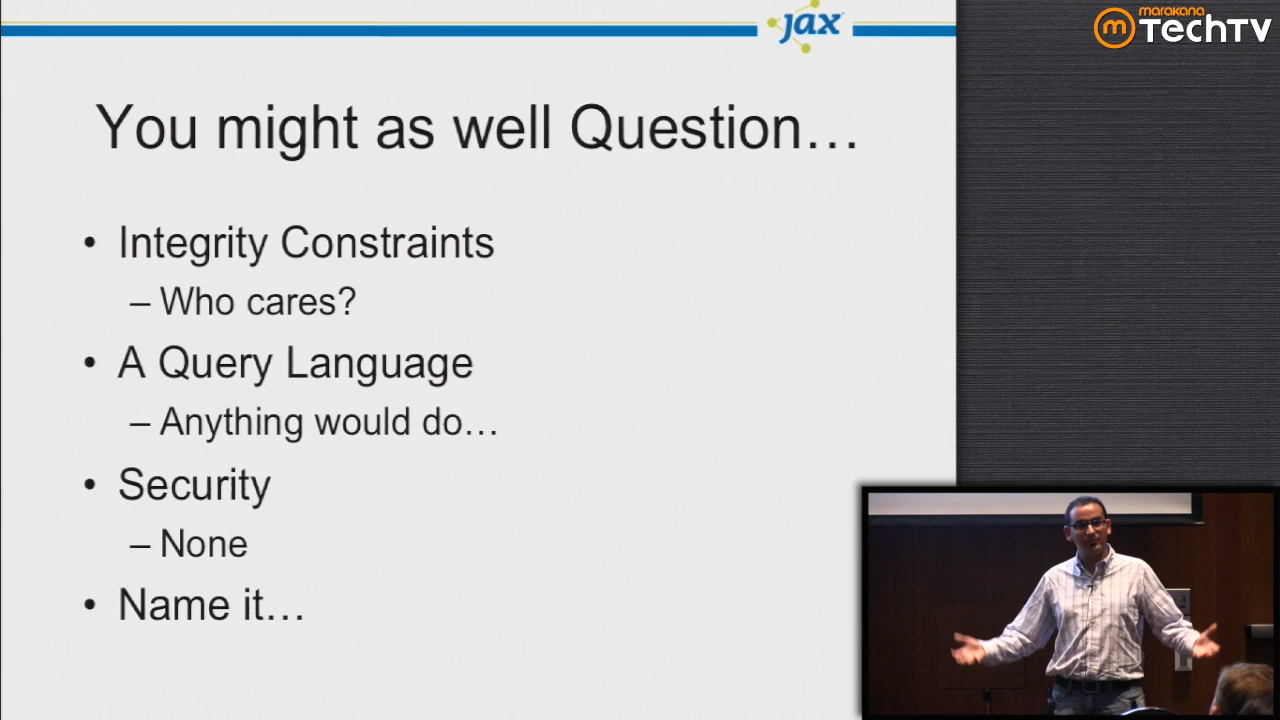 jax
marakana
m TechTV
You might as well Question…
• Integrity Constraints
– Who cares?
• A Query Language
– Anything would do…
• Security
– None
• Name it…